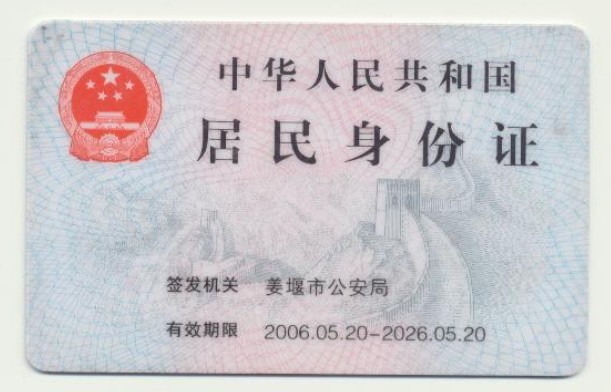 中华人民共和国
居民身份证
签发机关 姜堰市公安局
有效期限 2006.05.20-2026.05.20